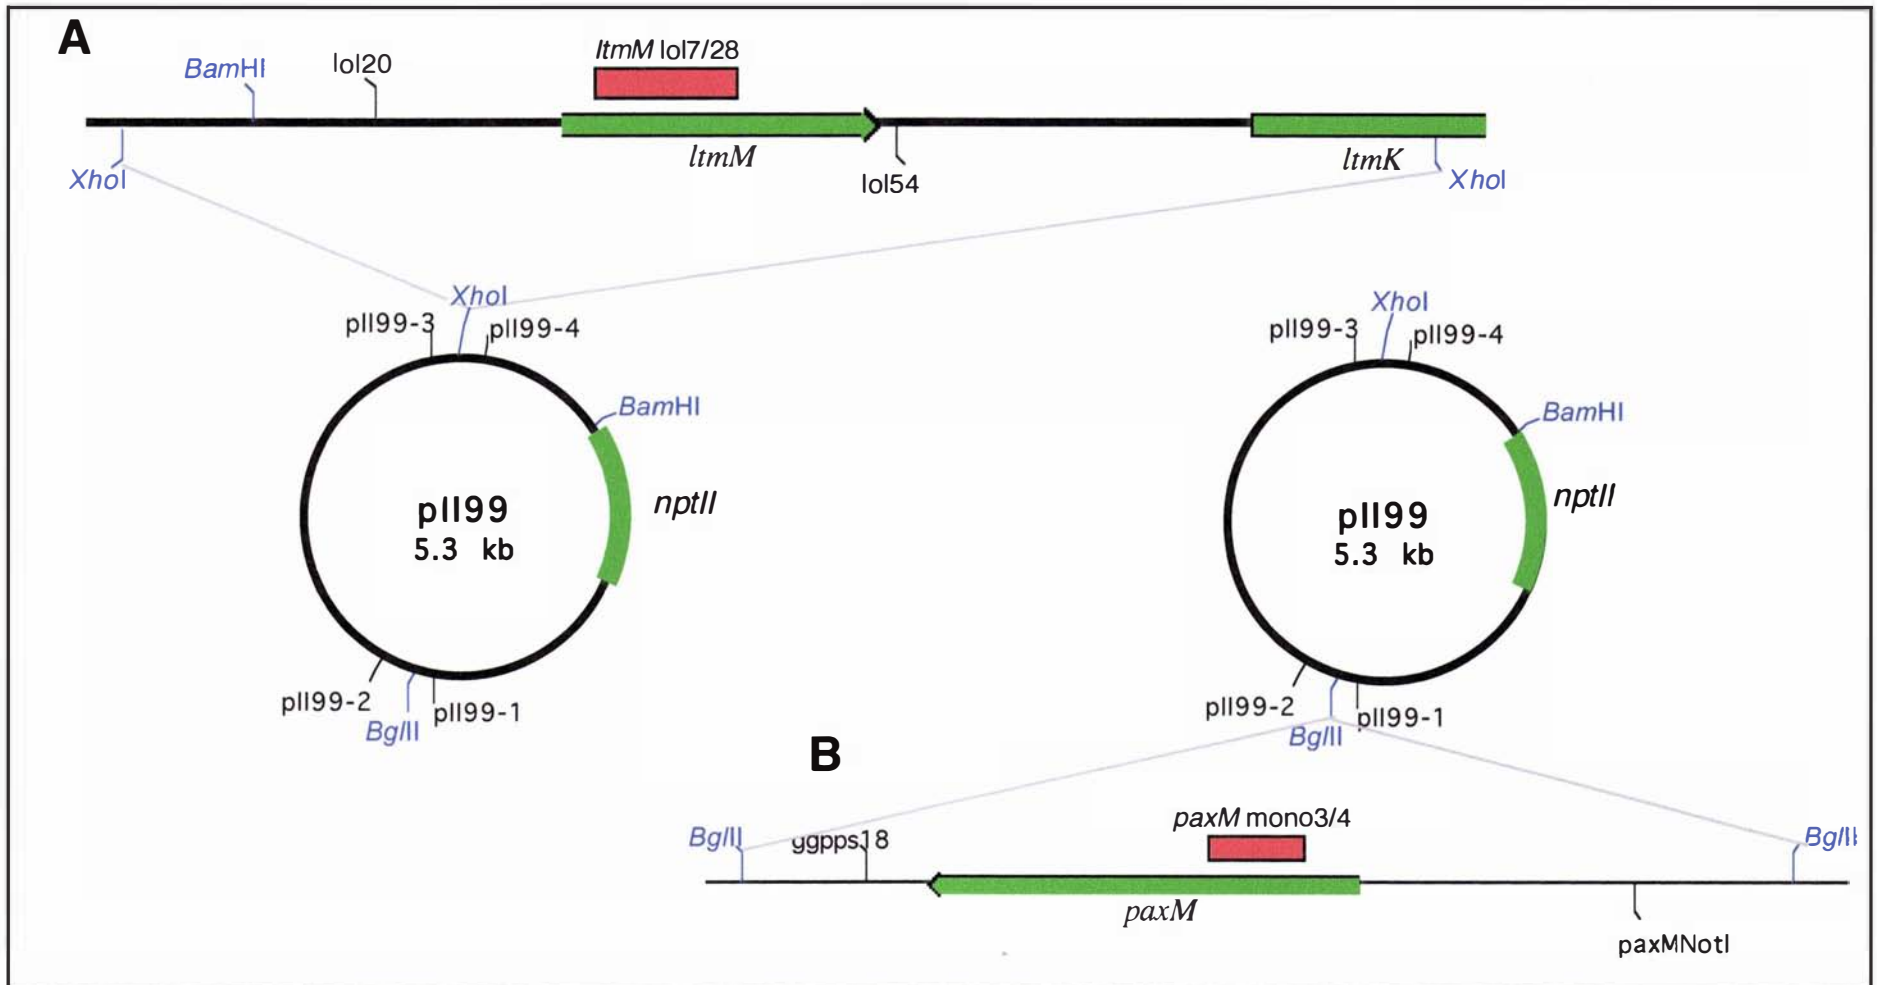 A
BamHI
lol20
ltmM lol7/28
XhoI
ltmM
lol54
ltmK
XhoI
XhoI
pII99-3
pII99-4
BamHI
nptII
pII99
5.3 kb
pII99-2
BglII
pII99-1
XhoI
pII99-3
pII99-4
BamHI
nptII
pII99
5.3 kb
pII99-2
BglII
pII99-1
B
BglII
ggpps18
paxM mono3/4
BglII
paxM
paxMNotI